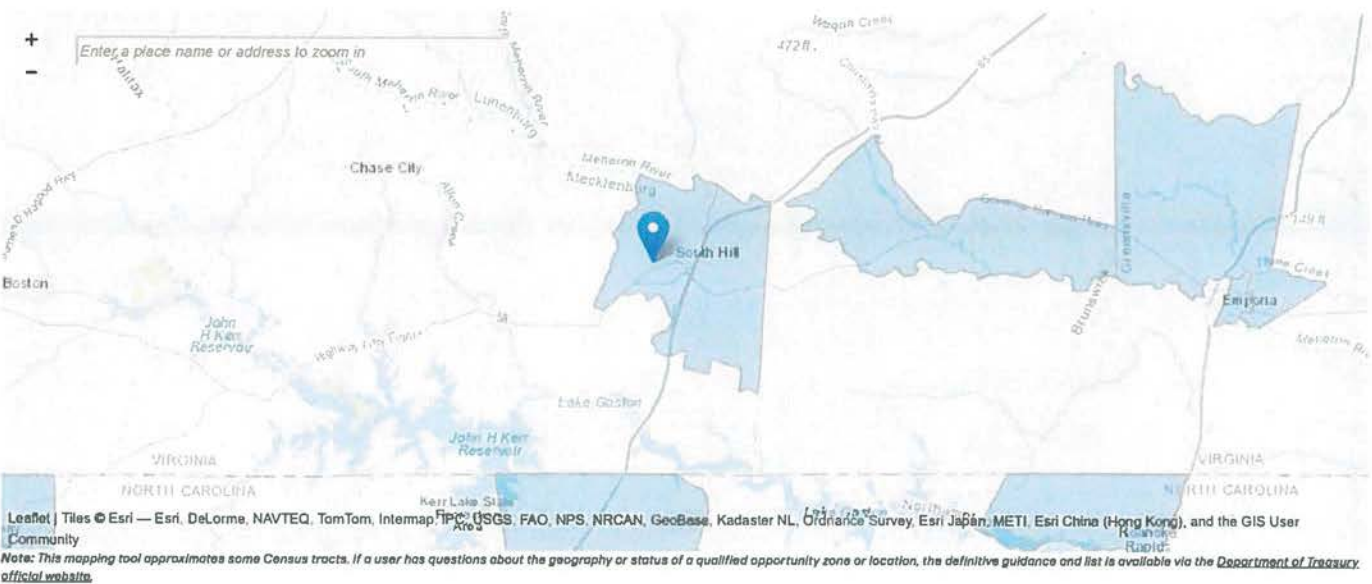 +
Enter a place name or address to zoom in
−
Wagan Creek
472 ft.
85
Halifax
South Meherrin River
Lunenburg
North Meherrin River
Chase City
Allen Creek
Meherrin River
Mecklenburg
South Hill
Greensville
149 ft
Brunswick
Emporia
Boston
John
H Kerr
Reservoir
58
Lake Gaston
John H Kerr
Reservoir
VIRGINIA
VIRGINIA
NORTH CAROLINA
NORTH CAROLINA
Kerr Lake State
Area
Roanoke
Rapids
Leaflet | Tiles © Esri — Esri, DeLorme, NAVTEQ, TomTom, Intermap, iPC, USGS, FAO, NPS, NRCAN, GeoBase, Kadaster NL, Ordnance Survey, Esri Japan, METI, Esri China (Hong Kong), and the GIS User
Community
Note: This mapping tool approximates some Census tracts. If a user has questions about the geography or status of a qualified opportunity zone or location, the definitive guidance and list is available via the Department of Treasury
official website.